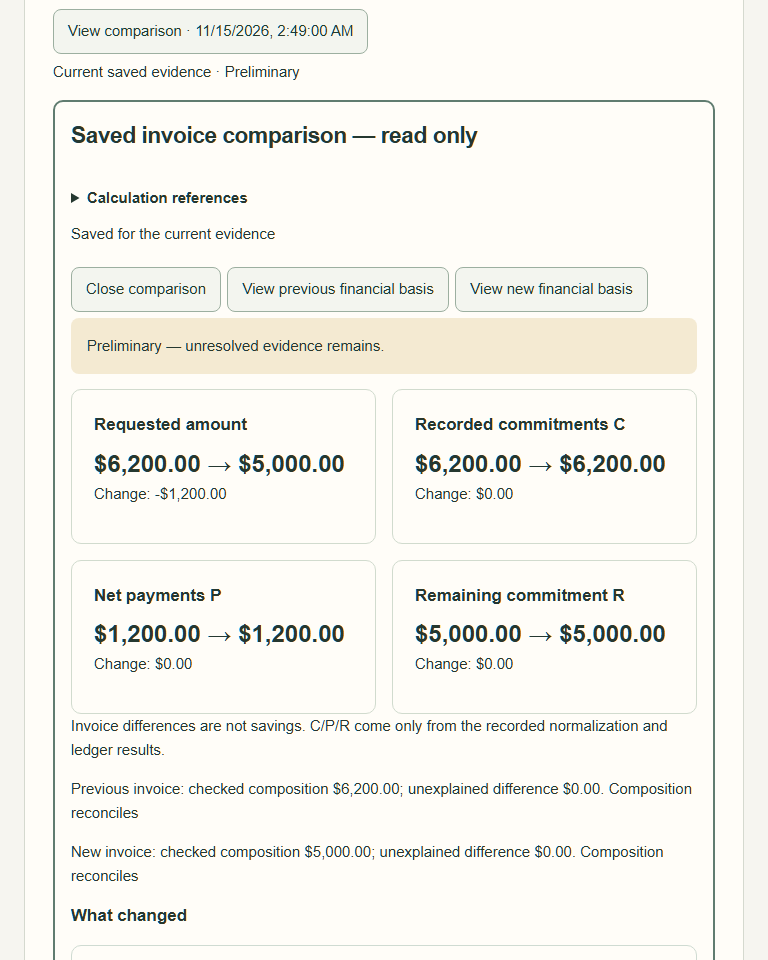 View comparison · 11/15/2026, 2:49:00 AM
Current saved evidence · Preliminary
Saved invoice comparison — read only
▶ Calculation references
Saved for the current evidence
Close comparison
View previous financial basis
View new financial basis
Preliminary — unresolved evidence remains.
Requested amount
$6,200.00 → $5,000.00
Change: -$1,200.00
Recorded commitments C
$6,200.00 → $6,200.00
Change: $0.00
Net payments P
$1,200.00 → $1,200.00
Change: $0.00
Remaining commitment R
$5,000.00 → $5,000.00
Change: $0.00
Invoice differences are not savings. C/P/R come only from the recorded normalization and
ledger results.
Previous invoice: checked composition $6,200.00; unexplained difference $0.00. Composition
reconciles
New invoice: checked composition $5,000.00; unexplained difference $0.00. Composition
reconciles
What changed